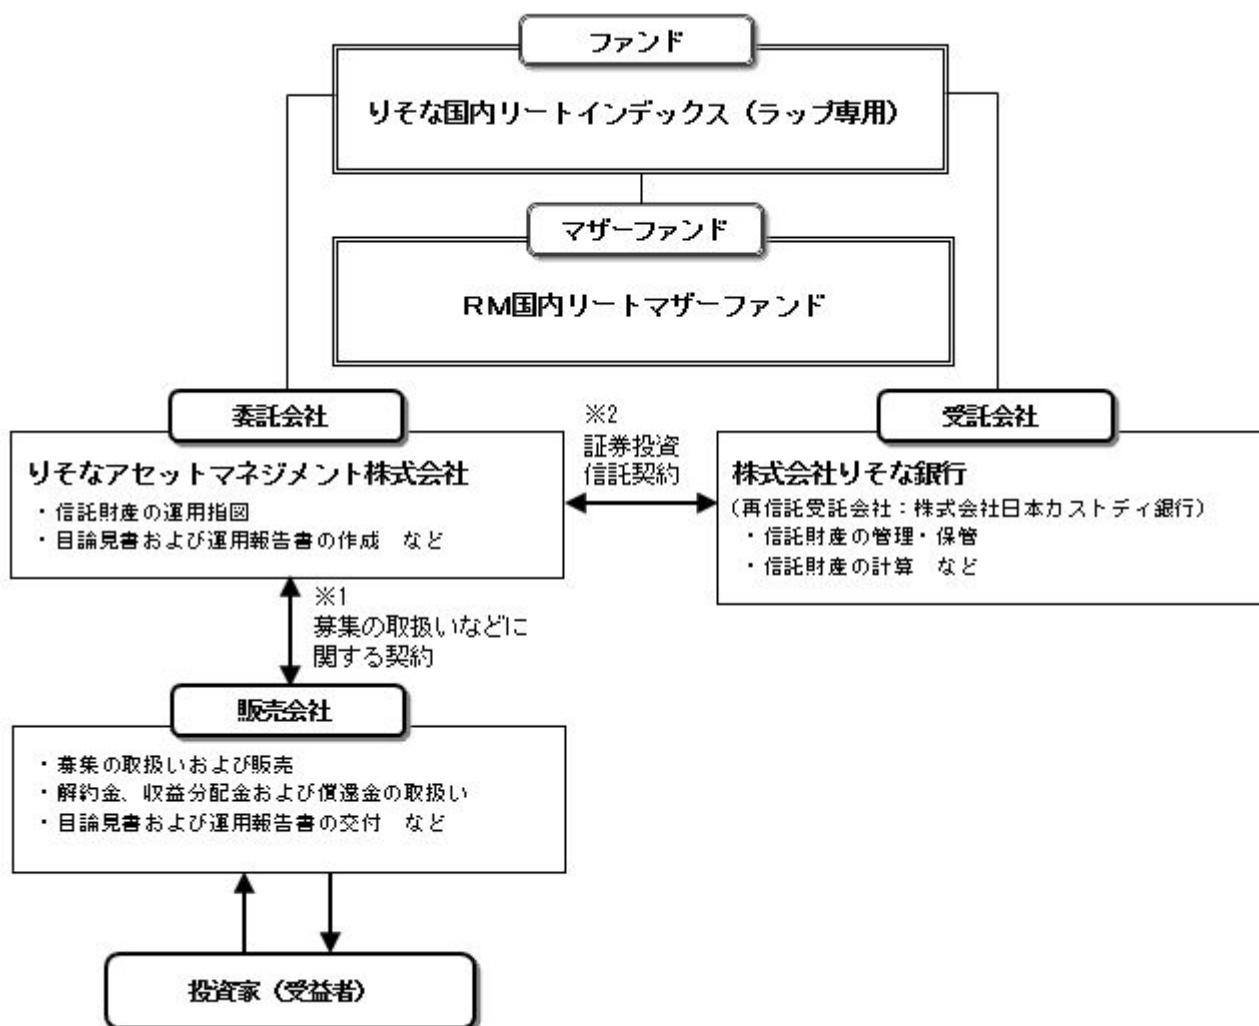 ファンド
りそな国内リートインデックス（ラップ専用）
マザーファンド
ＲＭ国内リートマザーファンド
委託会社
りそなアセットマネジメント株式会社
・信託財産の運用指図
・目論見書および運用報告書の作成　など
※2
証券投資
信託契約
受託会社
株式会社りそな銀行
（再信託受託会社：株式会社日本カストディ銀行）
・信託財産の管理・保管
・信託財産の計算　など
※1
募集の取扱いなどに
関する契約
販売会社
・募集の取扱いおよび販売
・解約金、収益分配金および償還金の取扱い
・目論見書および運用報告書の交付　など
投資家（受益者）